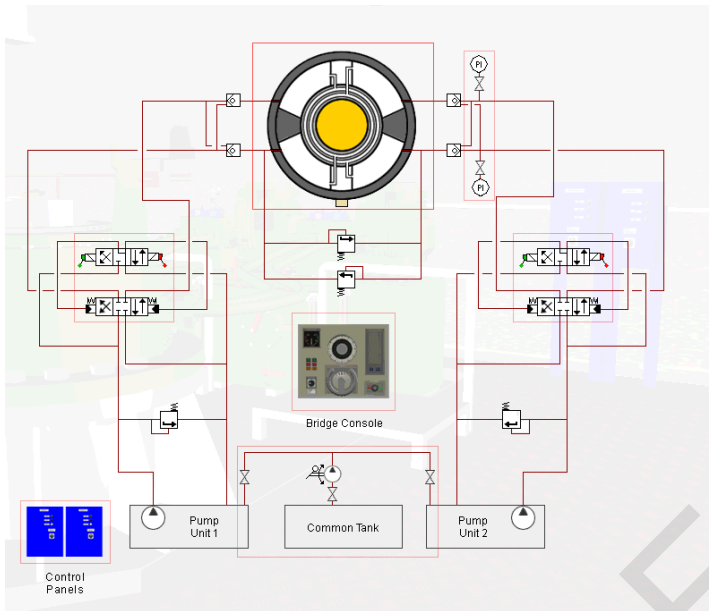 PI
PI
Bridge Console
Pump
Unit 1
Common Tank
Pump
Unit 2
Control
Panels